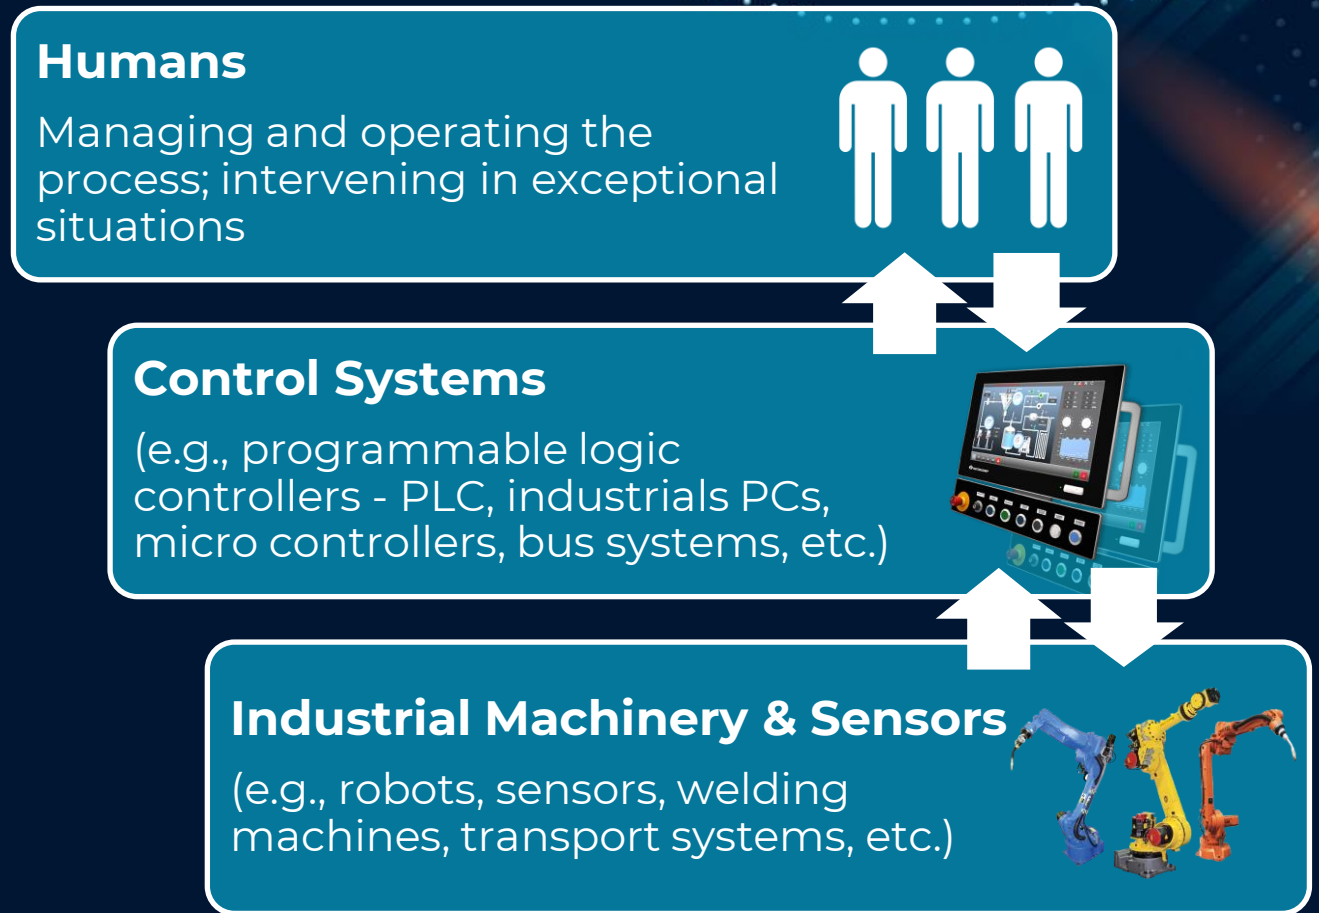 Humans
Managing and operating the
process; intervening in exceptional
situations
Control Systems
(e.g., programmable logic
controllers - PLC, industrials PCs,
micro controllers, bus systems, etc.)
Industrial Machinery & Sensors
(e.g., robots, sensors, welding
machines, transport systems, etc.)